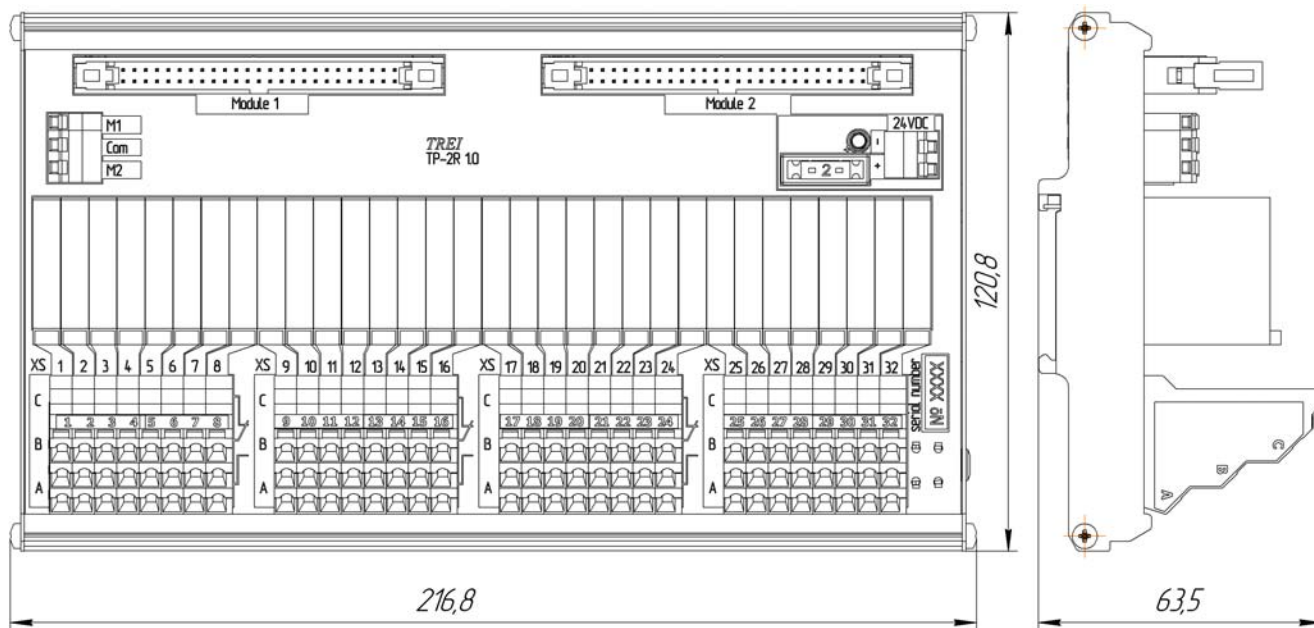 Module 1
Module 2
M1
Com
M2
TREI
TP-2R 1.0
24VDC
-
+
2
XS 1 2 3 4 5 6 7 8
XS 9 10 11 12 13 14 15 16
XS 17 18 19 20 21 22 23 24
XS 25 26 27 28 29 30 31 32
serial number
№ XXX
C
C
C
C
1 2 3 4 5 6 7 8
9 10 11 12 13 14 15 16
17 18 19 20 21 22 23 24
25 26 27 28 29 30 31 32
B
B
B
B
A
A
A
A
C
B
A
120,8
216,8
63,5